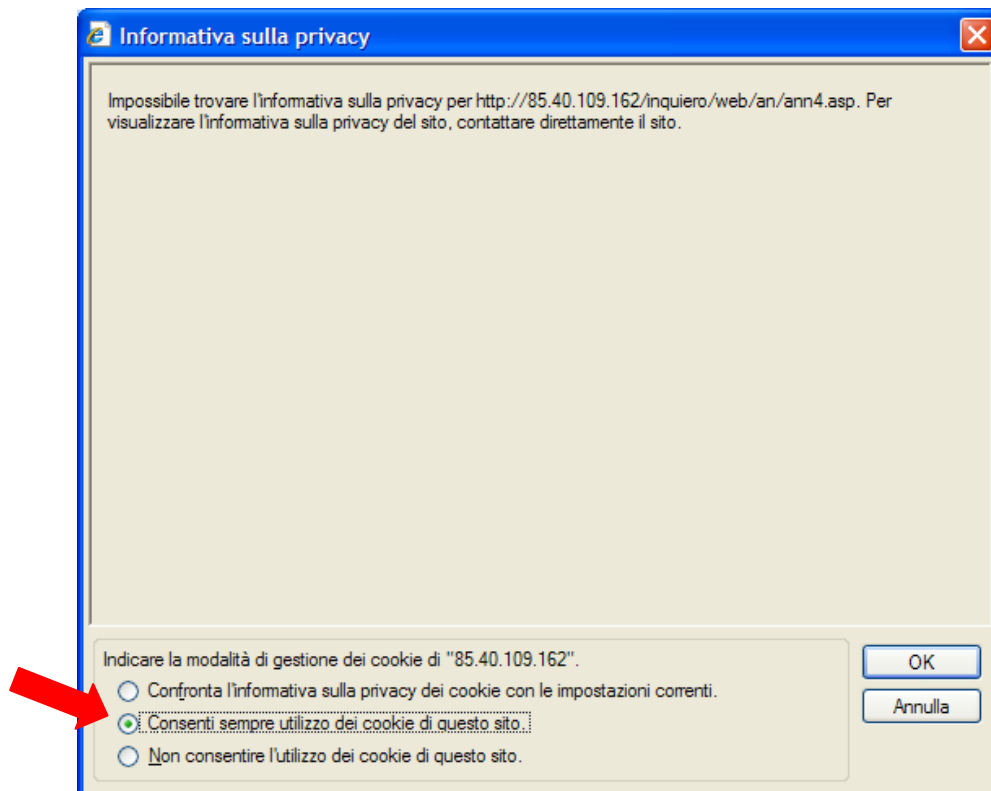 Informativa sulla privacy
Impossibile trovare l'informativa sulla privacy per http://85.40.109.162/inquiero/web/an/ann4.asp. Per
visualizzare l'informativa sulla privacy del sito, contattare direttamente il sito.
Indicare la modalità di gestione dei cookie di "85.40.109.162".
Confronta l'informativa sulla privacy dei cookie con le impostazioni correnti.
Consenti sempre utilizzo dei cookie di questo sito.
Non consentire l'utilizzo dei cookie di questo sito.
OK
Annulla